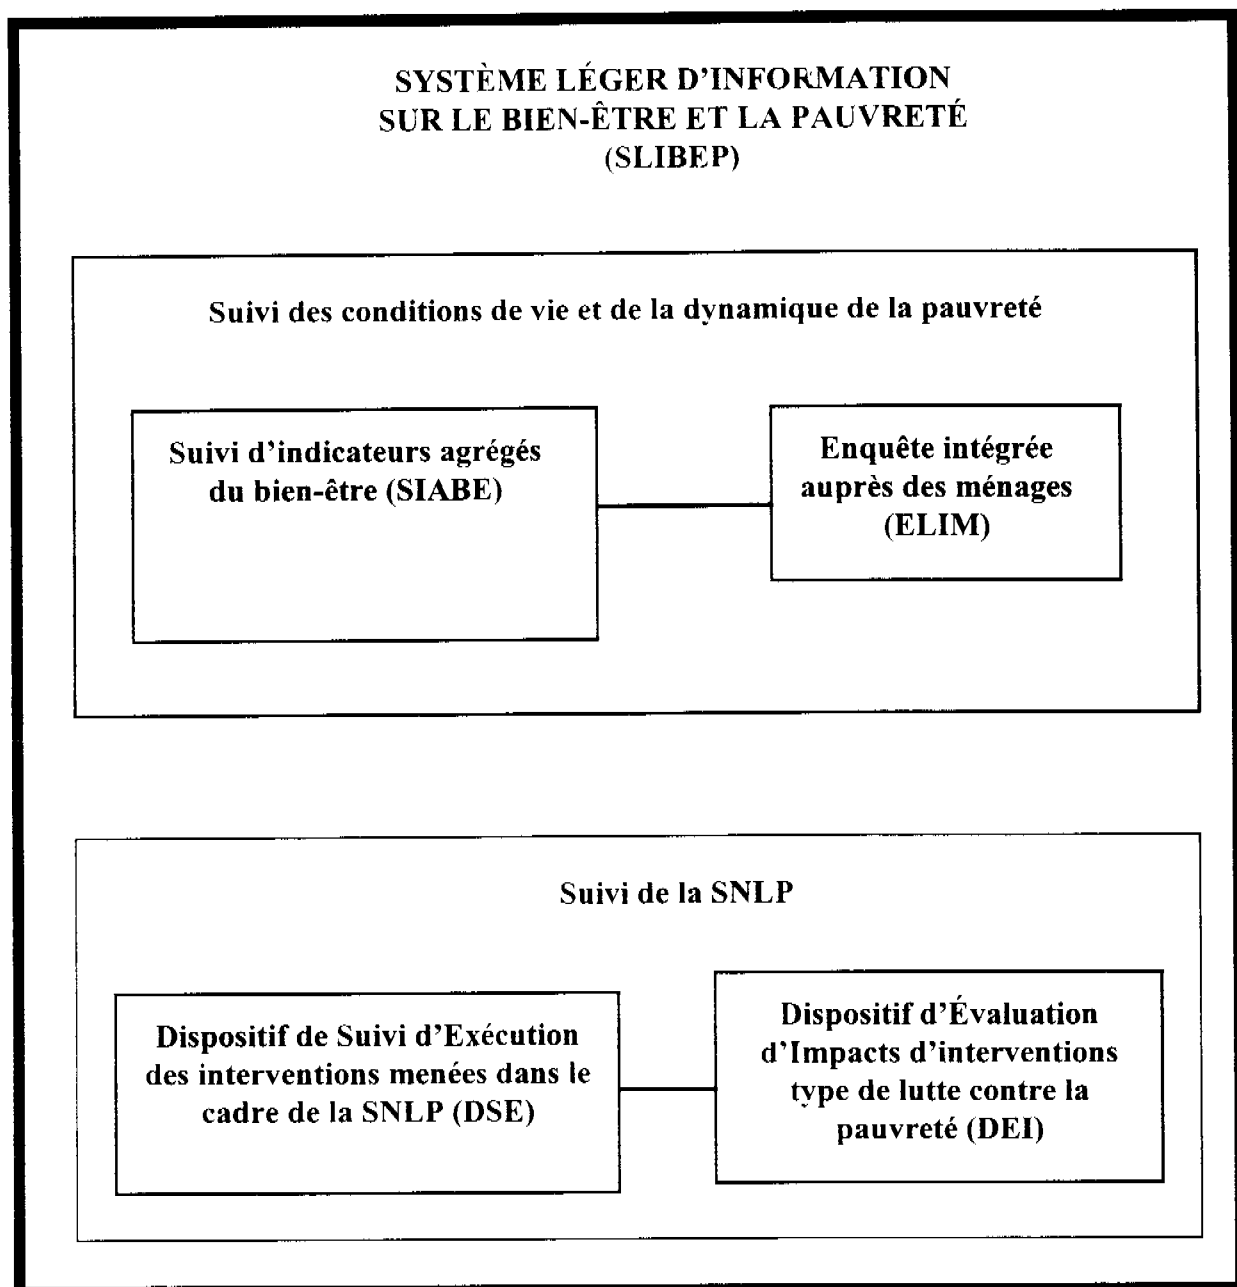 SYSTÈME LÉGER D'INFORMATION
SUR LE BIEN-ÊTRE ET LA PAUVRETÉ
(SLIBEP)
Suivi des conditions de vie et de la dynamique de la pauvreté
Suivi d'indicateurs agrégés
du bien-être (SIABE)
Enquête intégrée
auprès des ménages
(ELIM)
Suivi de la SNLP
Dispositif de Suivi d'Exécution
des interventions menées dans le
cadre de la SNLP (DSE)
Dispositif d'Évaluation
d'Impacts d'interventions
type de lutte contre la
pauvreté (DEI)